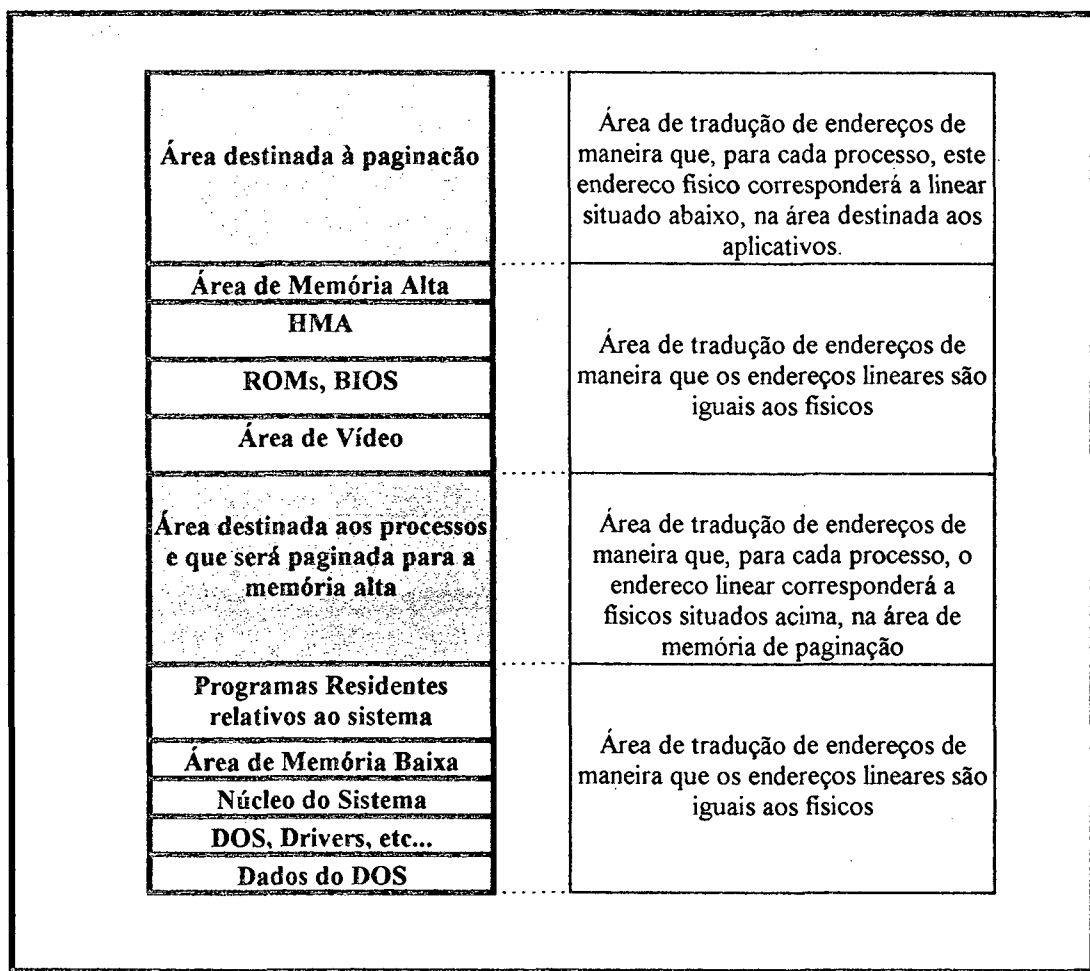 Área destinada à paginacão
Área de tradução de endereços de
maneira que, para cada processo, este
endereco físico corresponderá a linear
situado abaixo, na área destinada aos
aplicativos.
Área de Memória Alta
HMA
ROMs, BIOS
Área de Vídeo
Área de tradução de endereços de
maneira que os endereços lineares são
iguais aos físicos
Área destinada aos processos
e que será paginada para a
memória alta
Área de tradução de endereços de
maneira que, para cada processo, o
endereco linear corresponderá a
físicos situados acima, na área de
memória de paginação
Programas Residentes
relativos ao sistema
Área de Memória Baixa
Núcleo do Sistema
DOS, Drivers, etc...
Dados do DOS
Área de tradução de endereços de
maneira que os endereços lineares são
iguais aos físicos